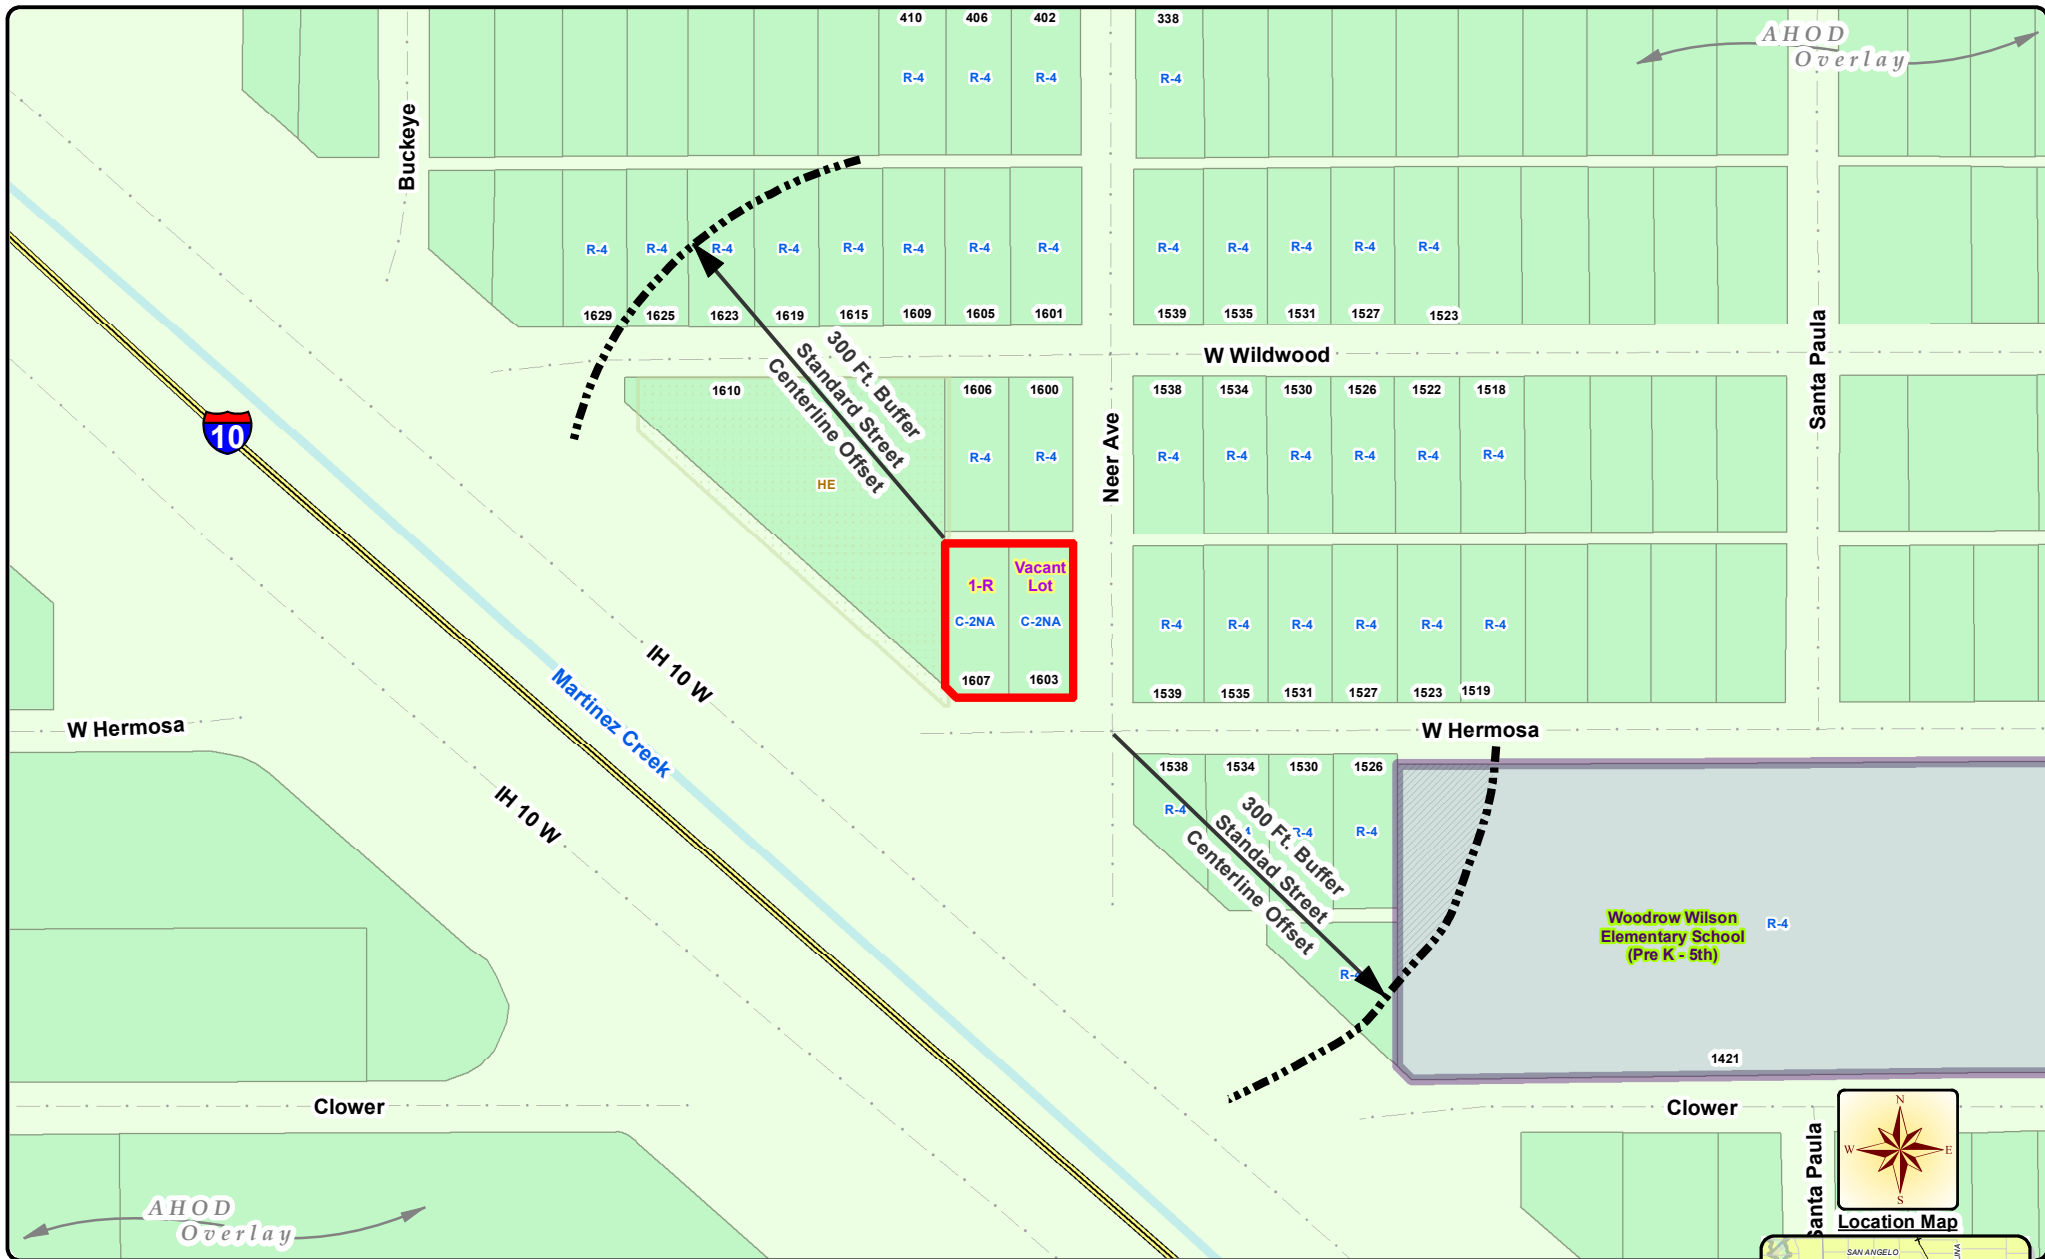 410 406 402 338
AHOD
Overlay
R-4 R-4 R-4 R-4
Buckeye
R-4 R-4 R-4 R-4 R-4 R-4 R-4 R-4 R-4 R-4 R-4 R-4 R-4
1629 1625 1623 1619 1615 1609 1605 1601 1539 1535 1531 1527 1523
W Wildwood
Santa Paula
300 Ft. Buffer
Standard Street
Centerline Offset
1610 1606 1600 1538 1534 1530 1526 1522 1518
10
Neer Ave
R-4 R-4 R-4 R-4 R-4 R-4 R-4 R-4
HE
1-R
Vacant
Lot
C-2NA C-2NA
R-4 R-4 R-4 R-4 R-4 R-4
1607 1603
1539 1535 1531 1527 1523 1519
IH 10 W
Martinez Creek
IH 10 W
W Hermosa
W Hermosa
1538 1534 1530 1526
R-4 R-4 R-4
300 Ft. Buffer
Standad Street
Centerline Offset
R-4
Woodrow Wilson
Elementary School
(Pre K - 5th)
R-4
1421
Clower
Clower
Santa Paula
N
W E
S
Location Map
SAN ANGELO
AHOD
Overlay